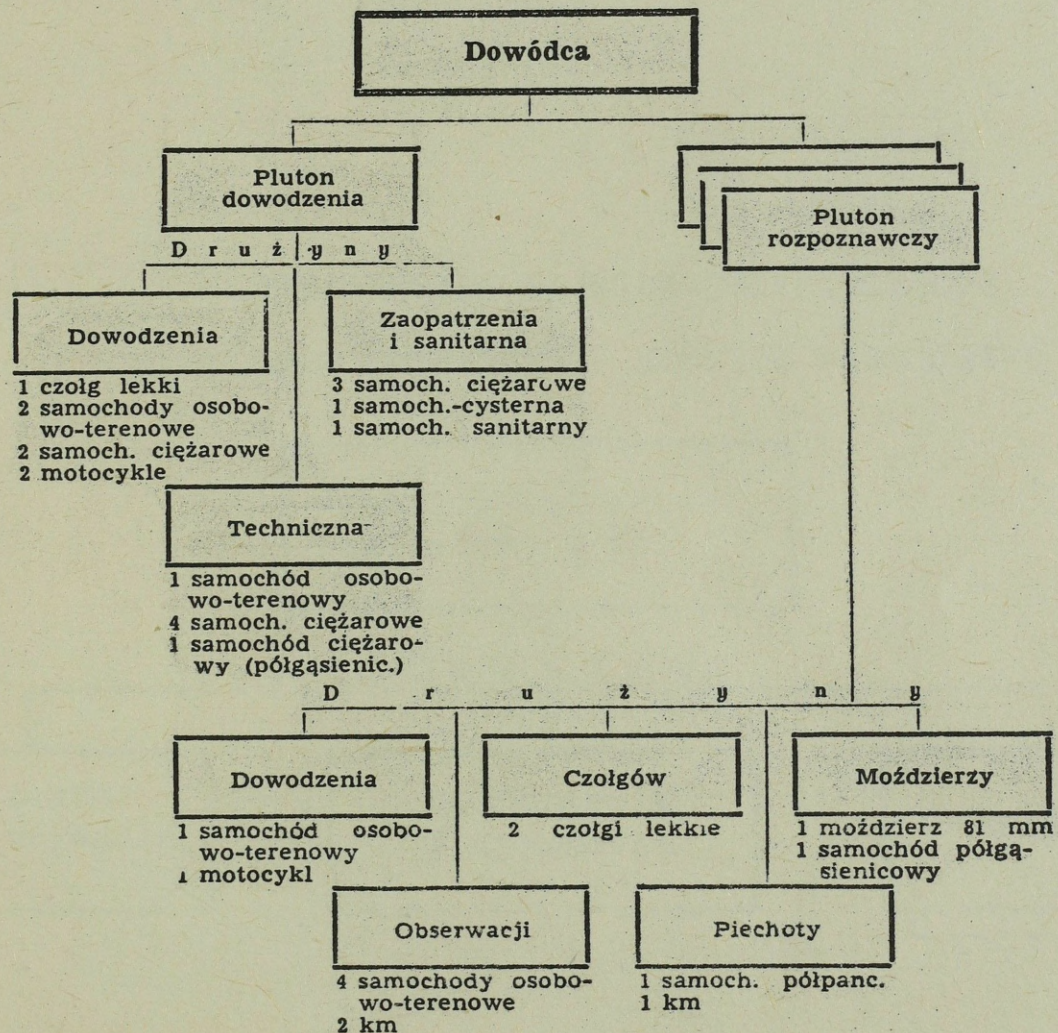 Dowódca
Pluton
dowodzenia
Pluton
rozpoznawczy
Drużyny
Dowodzenia
1 czołg lekki
2 samochody osobo-
wo-terenowe
2 samoch. ciężarowe
2 motocykle
Zaopatrzenia
i sanitarna
3 samoch. ciężarowe
1 samoch.-cysterna
1 samoch. sanitarny
Techniczna
1 samochód osobo-
wo-terenowy
4 samoch. ciężarowe
1 samochód ciężaro-
wy (półgąsienic.)
Drużyny
Dowodzenia
1 samochód osobo-
wo-terenowy
1 motocykl
Czołgów
2 czołgi lekkie
Moździerzy
1 moździerz 81 mm
1 samochód półgą-
sienicowy
Obserwacji
4 samochody osobo-
wo-terenowe
2 km
Piechoty
1 samoch. półpanc.
1 km